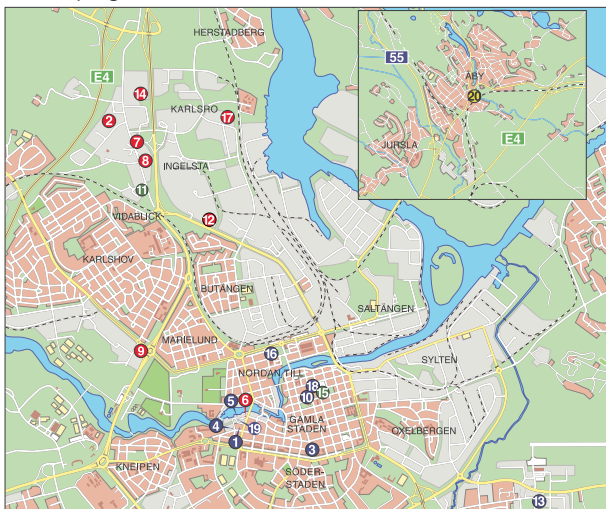 HERSTADBERG
55
ÅBY
20
E4
JURSLA
E4
14
2
KARLSRO
17
7
8
INGELSTA
11
VIDABLICK
12
KARLSHOV
BUTÄNGEN
SALTÄNGEN
MARIELUND
9
16
SYLTEN
NORDAN TILL
18
5
6
10
15
GAMLA
STADEN
4
19
OXELBERGEN
1
3
KNEIPEN
SÖDER-
STADEN
13